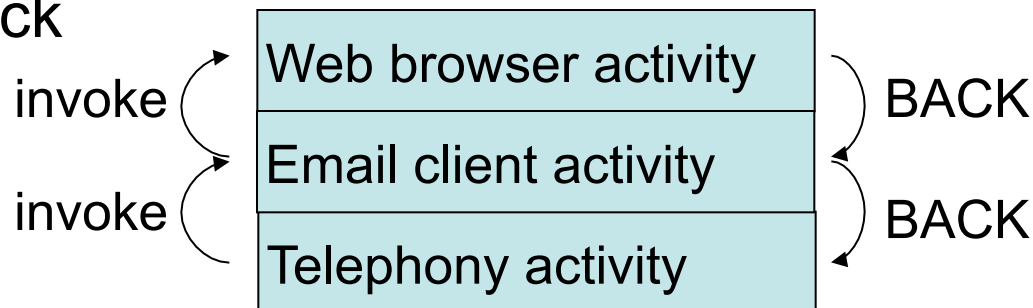 ck
Web browser activity
invoke
BACK
Email client activity
invoke
BACK
Telephony activity